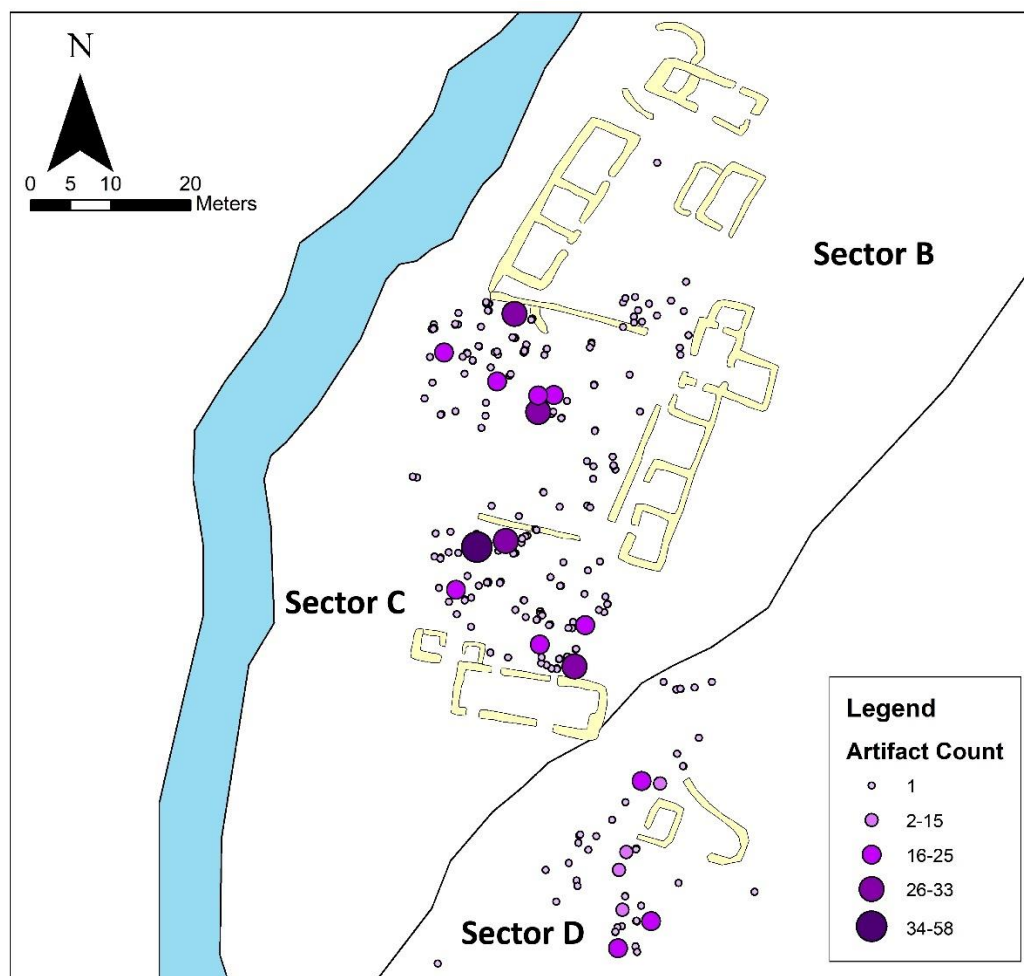 N
0 5 10 20
Meters
Sector B
Sector C
Sector D
Legend
Artifact Count
1
2-15
16-25
26-33
34-58